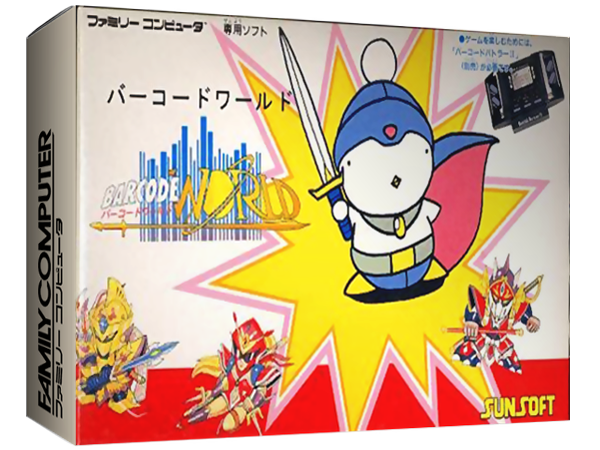 ファミリー コンピュータ™ 専用ソフト
●ゲームを楽しむためには、
「バーコードバトラーⅡ」
(別売)が必要です。
バーコードワールド
BARCODE WORLD
バーコードワールド
SUNSOFT
FAMILY COMPUTER
ファミリー コンピュータ